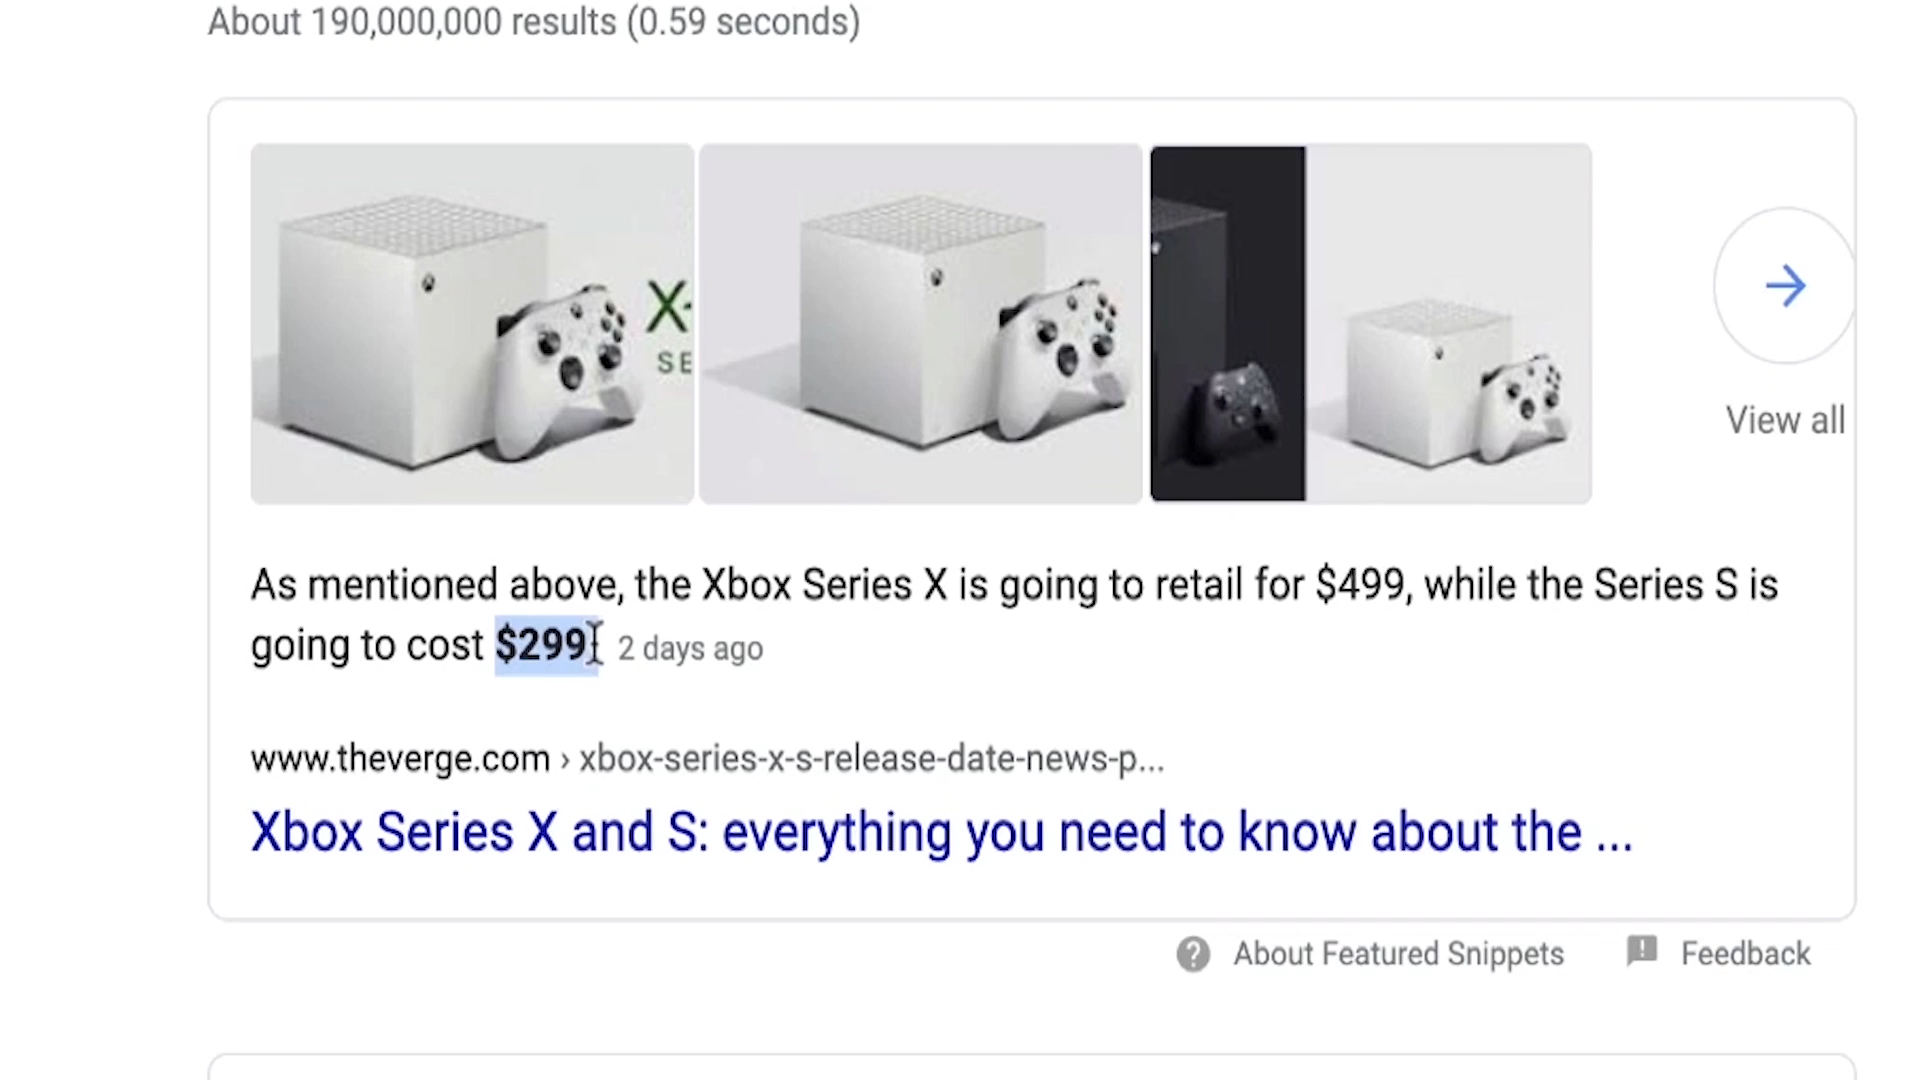 About 190,000,000 results (0.59 seconds)
X
SE
View all
As mentioned above, the Xbox Series X is going to retail for $499, while the Series S is
going to cost $299. 2 days ago
www.theverge.com › xbox-series-x-s-release-date-news-p...
Xbox Series X and S: everything you need to know about the ...
About Featured Snippets
Feedback